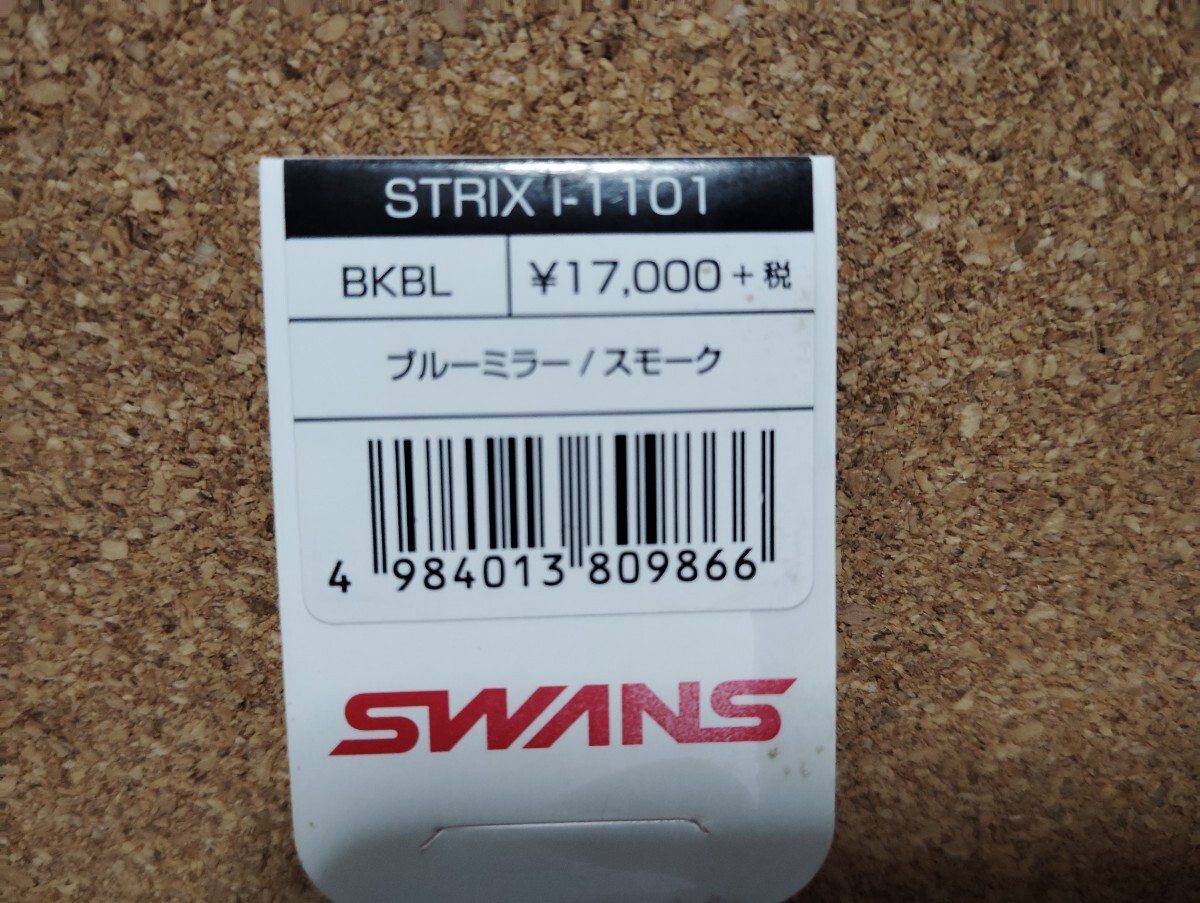 STRIX I-1101
BKBL
¥17,000 + 税
ブルーミラー / スモーク
4 984013 809866
SWANS